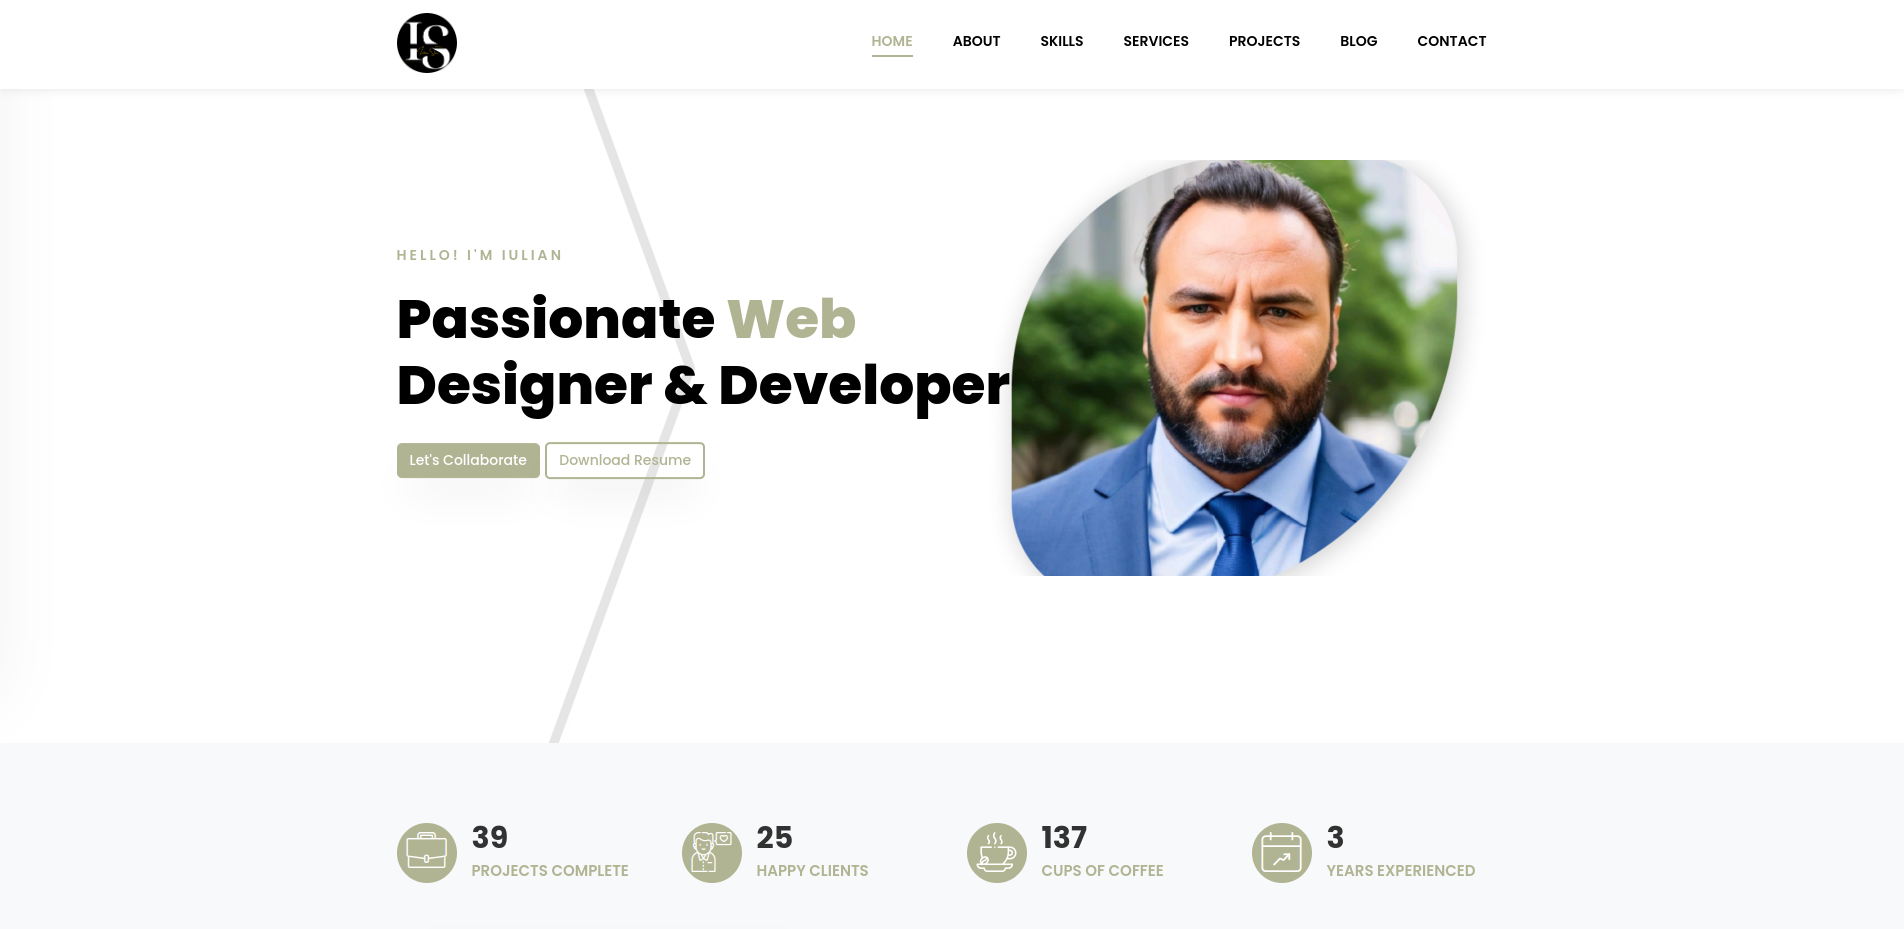 IS
HOME ABOUT SKILLS SERVICES PROJECTS BLOG CONTACT
HELLO! I'M IULIAN
Passionate Web
Designer & Developer
Let's Collaborate Download Resume
39
PROJECTS COMPLETE
25
HAPPY CLIENTS
137
CUPS OF COFFEE
3
YEARS EXPERIENCED